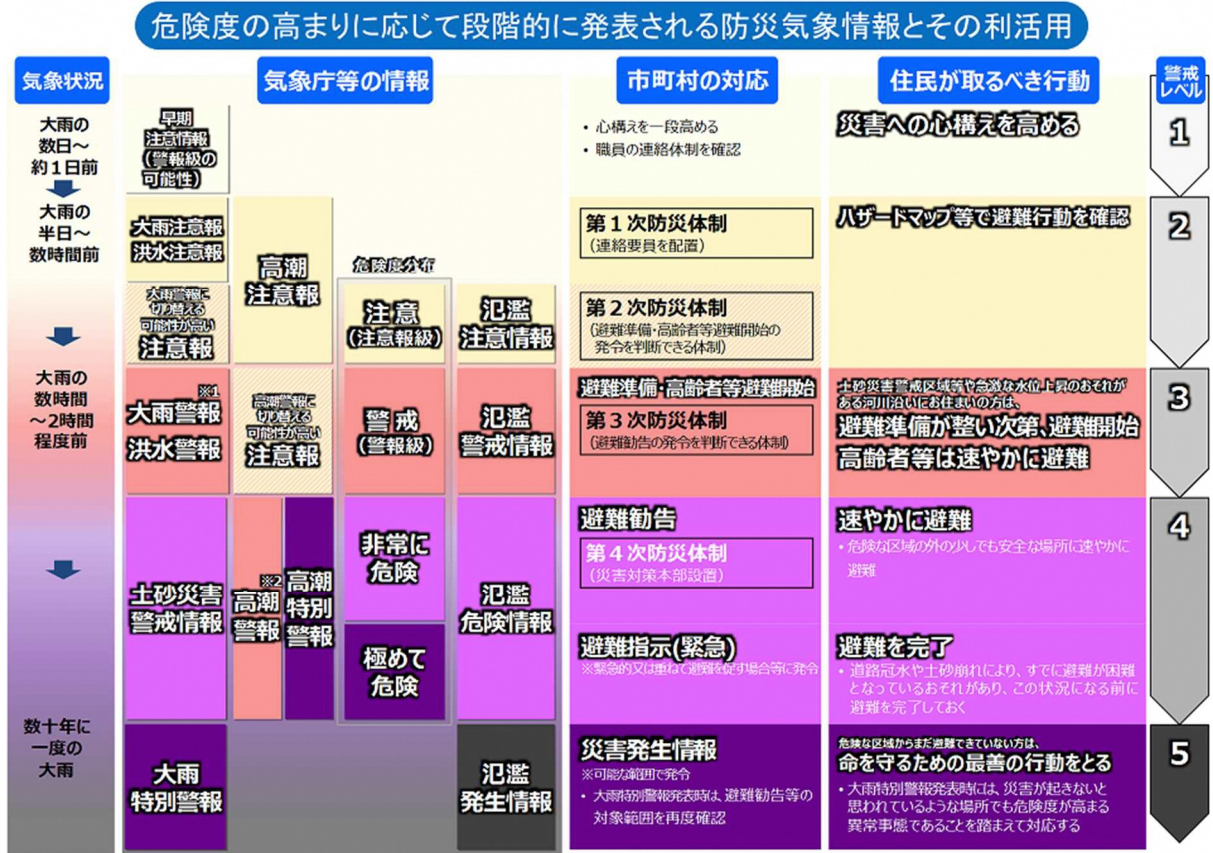 危険度の高まりに応じて段階的に発表される防災気象情報とその利活用
気象状況
気象庁等の情報
市町村の対応
住民が取るべき行動
警戒
レベル
大雨の
数日～
約1日前
早期
注意情報
(警報級の
可能性)
・心構えを一段高める
・職員の連絡体制を確認
災害への心構えを高める
1
大雨の
半日～
数時間前
大雨注意報
洪水注意報
高潮
注意報
第１次防災体制
(連絡要員を配置)
ハザードマップ等で避難行動を確認
2
危険度分布
大雨警報に
切り替える
可能性が高い
注意報
注意
(注意報級)
氾濫
注意情報
第２次防災体制
(避難準備・高齢者等避難開始の
発令を判断できる体制)
大雨の
数時間
～2時間
程度前
大雨警報
※1
洪水警報
高潮警報に
切り替える
可能性が高い
注意報
警戒
(警報級)
氾濫
警戒情報
避難準備・高齢者等避難開始
第３次防災体制
(避難勧告の発令を判断できる体制)
土砂災害警戒区域等や急激な水位上昇のおそれが
ある河川沿いにお住まいの方は、
避難準備が整い次第、避難開始
高齢者等は速やかに避難
3
土砂災害
警戒情報
※2
高潮
警報
高潮
特別
警報
非常に
危険
極めて
危険
氾濫
危険情報
避難勧告
第４次防災体制
(災害対策本部設置)
速やかに避難
・危険な区域の外の少しでも安全な場所に速やかに
避難
4
避難指示(緊急)
※緊急的又は重ねて避難を促す場合等に発令
避難を完了
・道路冠水や土砂崩れにより、すでに避難が困難
となっているおそれがあり、この状況になる前に
避難を完了しておく
数十年に
一度の
大雨
大雨
特別警報
氾濫
発生情報
災害発生情報
※可能な範囲で発令
・大雨特別警報発表時は、避難勧告等の
対象範囲を再度確認
危険な区域からまだ避難できていない方は、
命を守るための最善の行動をとる
・大雨特別警報発表時には、災害が起きないと
思われているような場所でも危険度が高まる
異常事態であることを踏まえて対応する
5